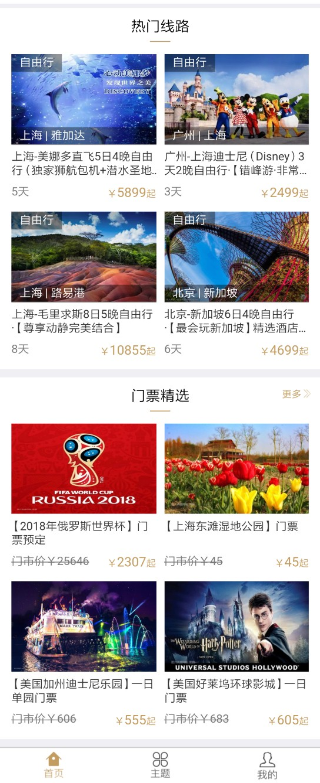 热门线路
自由行
自由行
DISCOVERY
上海 | 雅加达
广州 | 上海
上海-美娜多直飞5日4晚自由
行（独家狮航包机+潜水圣地...
广州-上海迪士尼（Disney）3
天2晚自由行·【错峰游·非常...
5天
￥5899起
3天
￥2499起
自由行
自由行
上海 | 路易港
北京 | 新加坡
上海-毛里求斯8日5晚自由行
·【尊享动静完美结合】
北京-新加坡6日4晚自由行
·【最会玩新加坡】精选酒店...
8天
￥10855起
6天
￥4699起
门票精选
更多
FIFA WORLD CUP
RUSSIA 2018
【2018年俄罗斯世界杯】门
票预定
【上海东滩湿地公园】门票
门市价￥25646
￥2307起
门市价￥45
￥45起
THE WIZARDING WORLD OF
Harry Potter
UNIVERSAL STUDIOS HOLLYWOOD
【美国加州迪士尼乐园】一日
单园门票
【美国好莱坞环球影城】一日
门票
门市价￥606
￥555起
门市价￥683
￥605起
首页
主题
我的